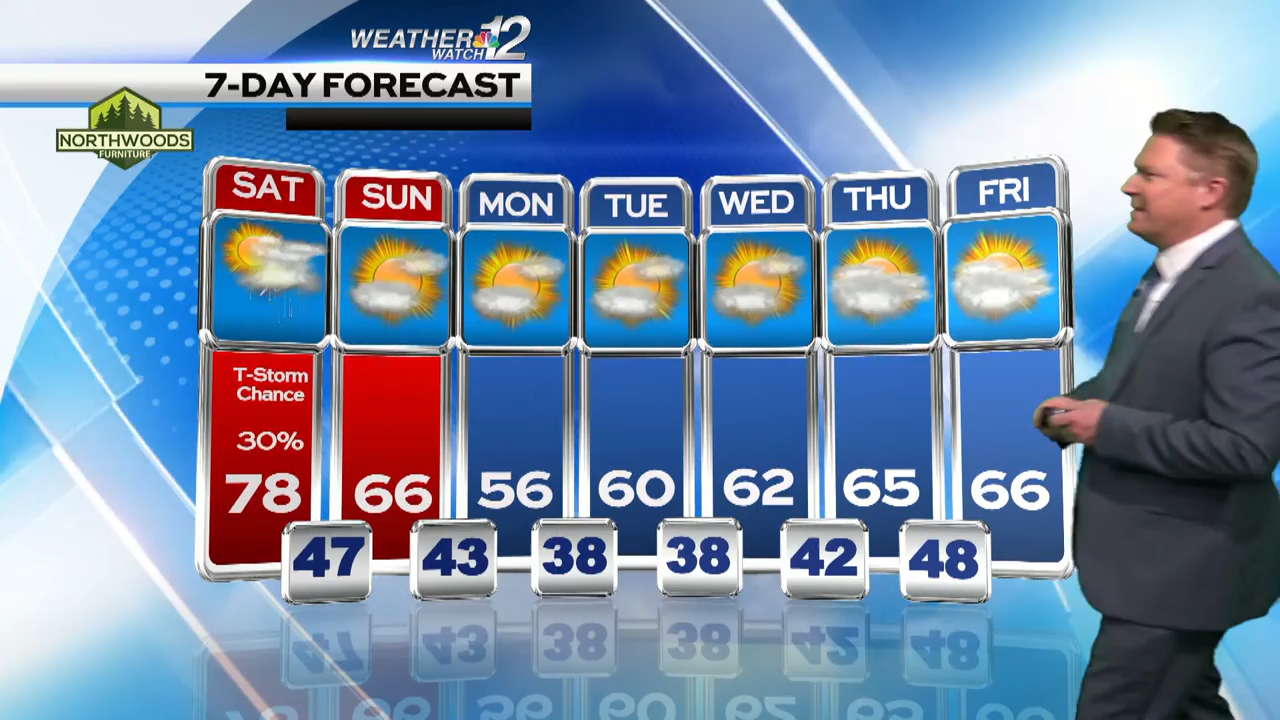 WEATHER 12
WATCH
7-DAY FORECAST
NORTHWOODS
FURNITURE
SAT SUN MON TUE WED THU FRI
T-Storm
Chance
30%
78 66 56 60 62 65 66
47 43 38 38 42 48